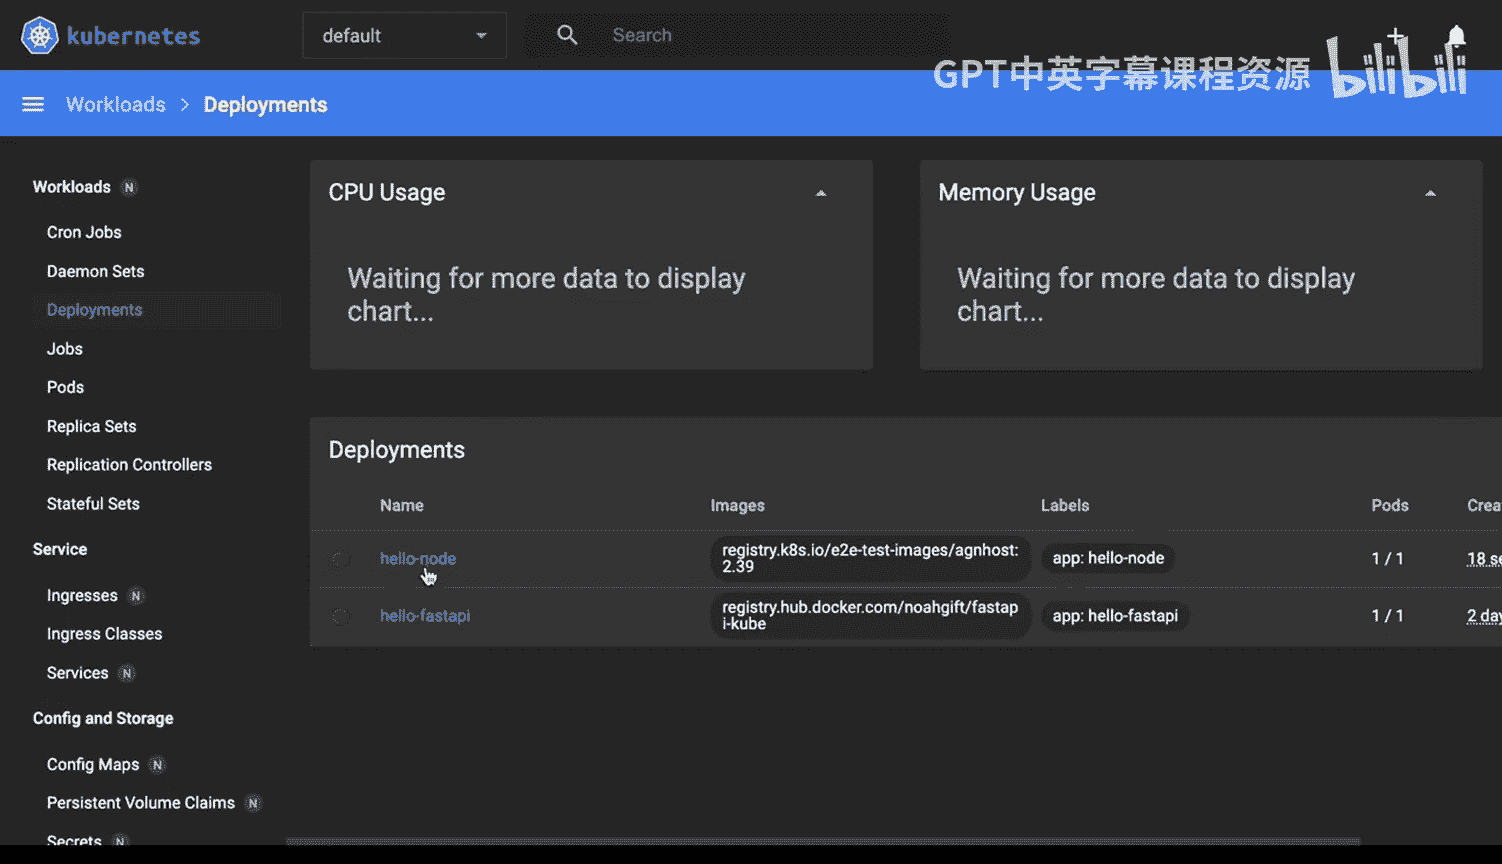 kubernetes
default
Search
GPT中英字幕课程资源 bilibili
Workloads > Deployments
Workloads N
Cron Jobs
Daemon Sets
Deployments
Jobs
Pods
Replica Sets
Replication Controllers
Stateful Sets
Service
Ingresses N
Ingress Classes
Services N
Config and Storage
Config Maps N
Persistent Volume Claims N
Secrets N
CPU Usage
Waiting for more data to display
chart...
Memory Usage
Waiting for more data to display
chart...
Deployments
Name Images Labels Pods Crea
hello-node registry.k8s.io/e2e-test-images/agnhost: app: hello-node 1 / 1 18 se
2.39
hello-fastapi registry.hub.docker.com/noahgift/fastap app: hello-fastapi 1 / 1 2 day
i-kube